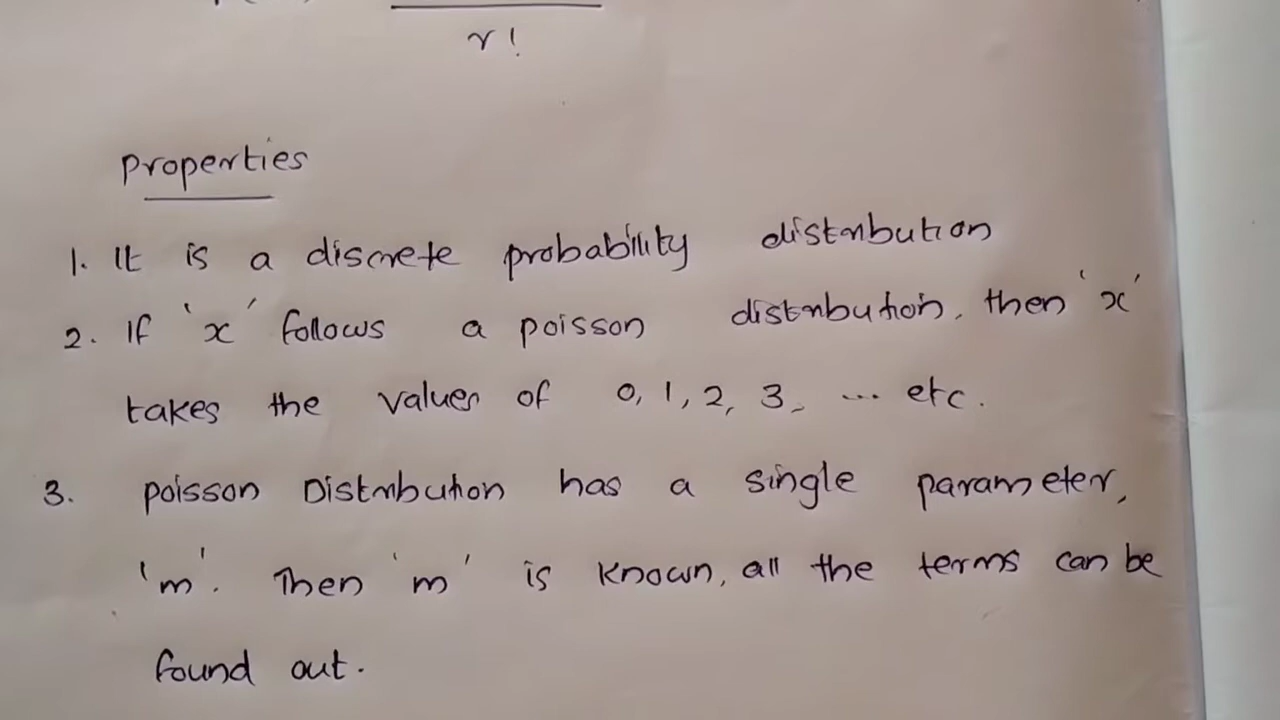 r!
Properties
1. It is a discrete probability distribution
2. If 'x' follows a poisson distribution, then 'x'
takes the values of 0, 1, 2, 3, ... etc.
3. poisson Distribution has a single parameter,
'm'. Then 'm' is known, all the terms can be
found out.